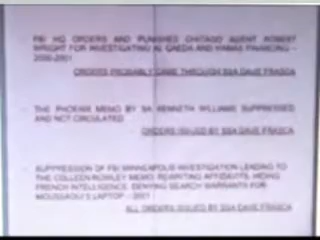 FBI HQ ORDERS AND PUNISHES CHICAGO AGENT ROBERT
WRIGHT FOR INVESTIGATING AL QAEDA AND HAMAS FINANCING –
2000-2001
ORDERS PROBABLY CAME THROUGH SSA DAVE FRASCA
- THE PHOENIX MEMO BY SA KENNETH WILLIAMS SUPPRESSED
AND NOT CIRCULATED
ORDERS ISSUED BY SSA DAVE FRASCA
- SUPPRESSION OF FBI MINNEAPOLIS INVESTIGATION LEADING TO
THE COLLEEN ROWLEY MEMO. REWRITING AFFIDAVITS, HIDING
FRENCH INTELLIGENCE, DENYING SEARCH WARRANTS FOR
MOUSSAOUI'S LAPTOP – 2001
ALL ORDERS ISSUED BY SSA DAVE FRASCA